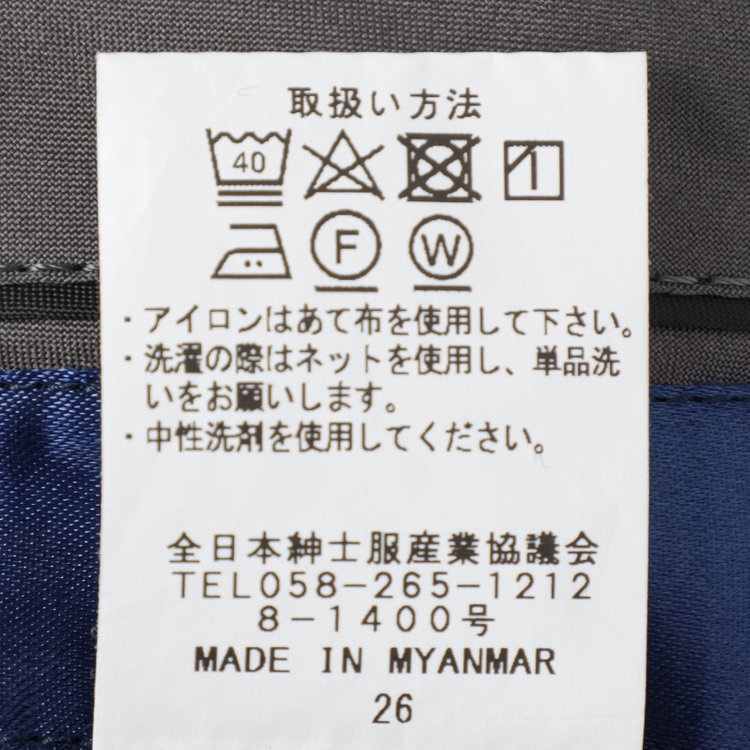 取扱い方法
40
F W
・アイロンはあて布を使用して下さい。
・洗濯の際はネットを使用し、単品洗
いをお願いします。
・中性洗剤を使用してください。
全日本紳士服産業協議会
TEL058-265-1212
8-1400号
MADE IN MYANMAR
26